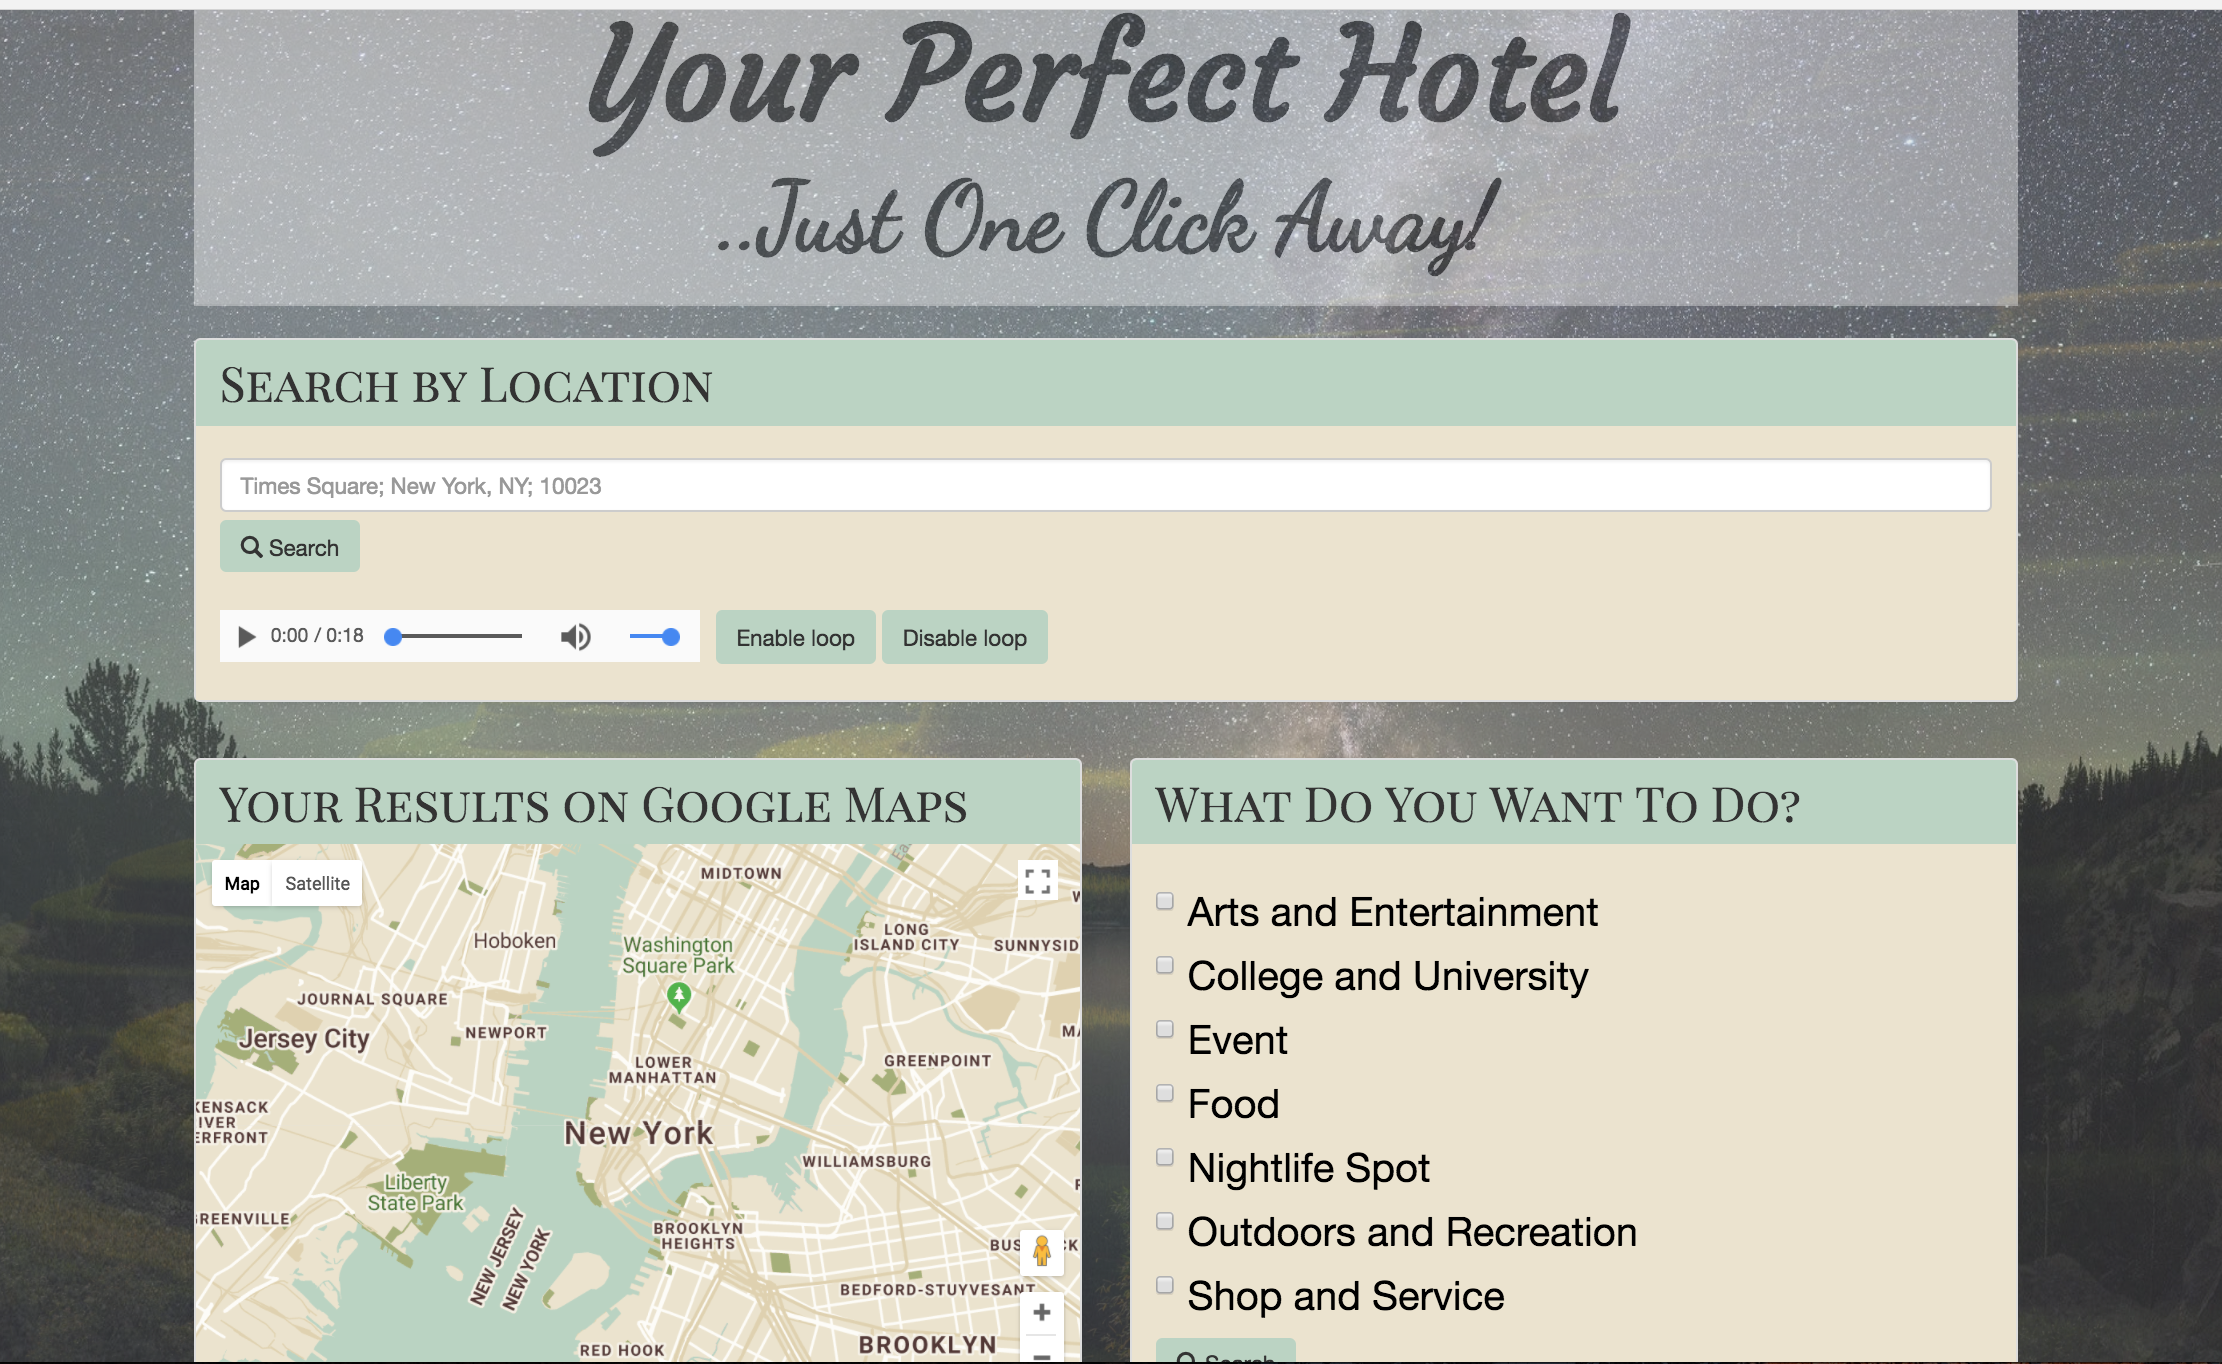 Your Perfect Hotel
..Just One Click Away!
Search by Location
Times Square; New York, NY; 10023
Search
0:00 / 0:18
Enable loop
Disable loop
Your Results on Google Maps
Map
Satellite
MIDTOWN
Hoboken
Washington
Square Park
LONG
ISLAND CITY
SUNNYSID
JOURNAL SQUARE
Jersey City
NEWPORT
LOWER
MANHATTAN
GREENPOINT
KENSACK
IVER
ERFRONT
New York
WILLIAMSBURG
Liberty
State Park
GREENVILLE
NEW JERSEY
NEW YORK
BROOKLYN
HEIGHTS
BEDFORD-STUYVESANT
BROOKLYN
RED HOOK
What Do You Want To Do?
Arts and Entertainment
College and University
Event
Food
Nightlife Spot
Outdoors and Recreation
Shop and Service
Search